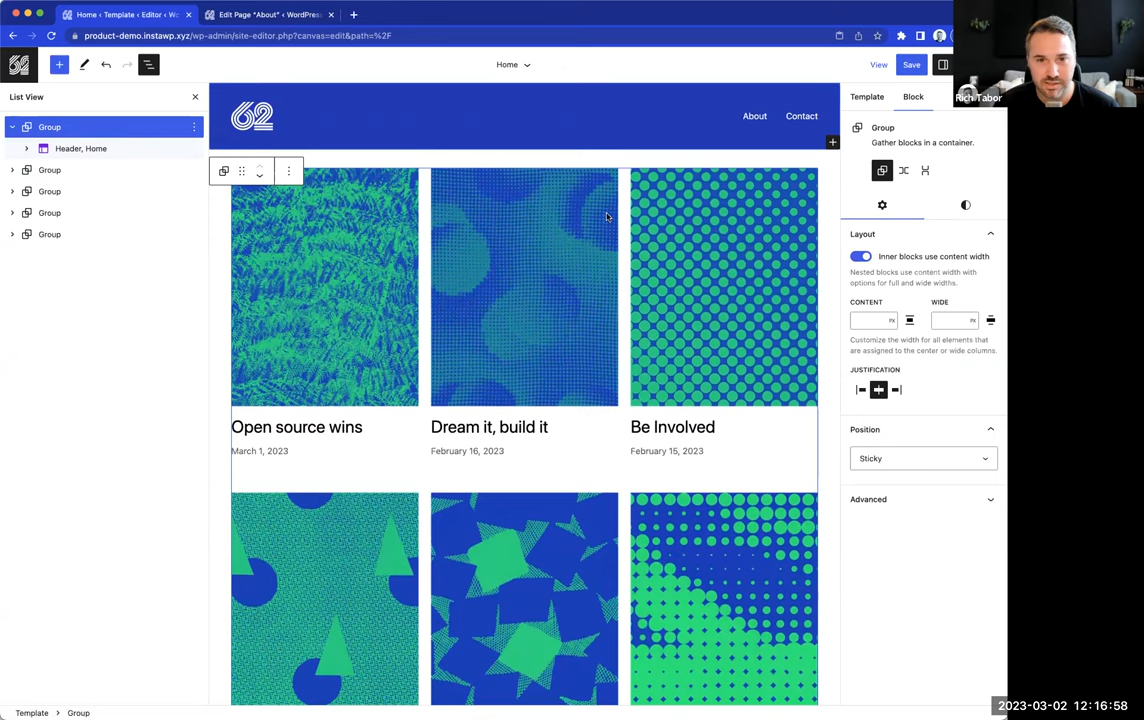 Home ‹ Template ‹ Editor ‹ Wo
Edit Page "About" ‹ WordPress
product-demo.instawp.xyz/wp-admin/site-editor.php?canvas=edit&path=%2F
Home
View
Save
List View
Group
Header, Home
Group
Group
Group
Group
62
About
Contact
Open source wins
March 1, 2023
Dream it, build it
February 16, 2023
Be Involved
February 15, 2023
Rich Tabor
Template
Block
Group
Gather blocks in a container.
Layout
Inner blocks use content width
Nested blocks use content width with
options for full and wide widths.
CONTENT
WIDE
PX
PX
Customize the width for all elements that
are assigned to the center or wide columns.
JUSTIFICATION
Position
Sticky
Advanced
Template > Group
2023-03-02 12:16:58